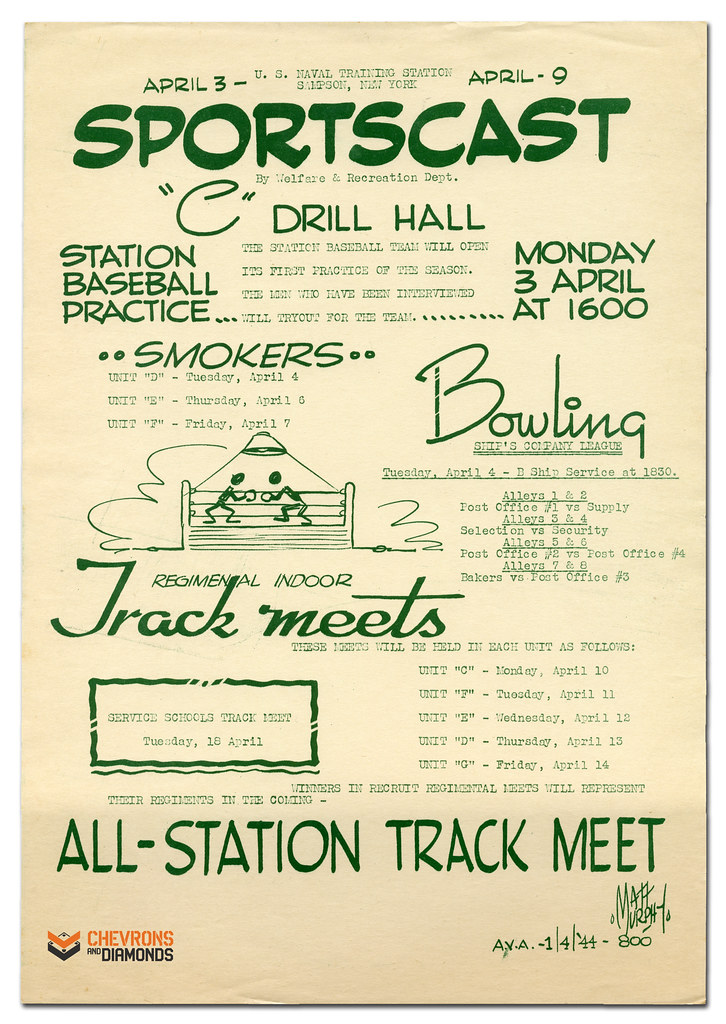 U. S. NAVAL TRAINING STATION
APRIL 3 - SAMPSON, NEW YORK APRIL - 9
SPORTSCAST
By Welfare & Recreation Dept.
"C" DRILL HALL
STATION BASEBALL PRACTICE...
THE STATION BASEBALL TEAM WILL OPEN
ITS FIRST PRACTICE OF THE SEASON.
THE MEN WHO HAVE BEEN INTERVIEWED
WILL TRYOUT FOR THE TEAM. .........
MONDAY
3 APRIL
AT 1600
..SMOKERS..
UNIT "D" - Tuesday, April 4
UNIT "E" - Thursday, April 6
UNIT "F" - Friday, April 7
Bowling
SHIP'S COMPANY LEAGUE
Tuesday, April 4 - B Ship Service at 1830.
Alleys 1 & 2
Post Office #1 vs Supply
Alleys 3 & 4
Selection vs Security
Alleys 5 & 6
Post Office #2 vs Post Office #4
Alleys 7 & 8
Bakers vs Post Office #3
REGIMENTAL INDOOR
Track meets
THESE MEETS WILL BE HELD IN EACH UNIT AS FOLLOWS:
UNIT "C" - Monday, April 10
UNIT "F" - Tuesday, April 11
UNIT "E" - Wednesday, April 12
UNIT "D" - Thursday, April 13
UNIT "G" - Friday, April 14
SERVICE SCHOOLS TRACK MEET
Tuesday, 18 April
WINNERS IN RECRUIT REGIMENTAL MEETS WILL REPRESENT
THEIR REGIMENTS IN THE COMING -
ALL-STATION TRACK MEET
MATT
MURPHY
A.V.A. -1/4/'44 - 800
CHEVRONS
AND DIAMONDS